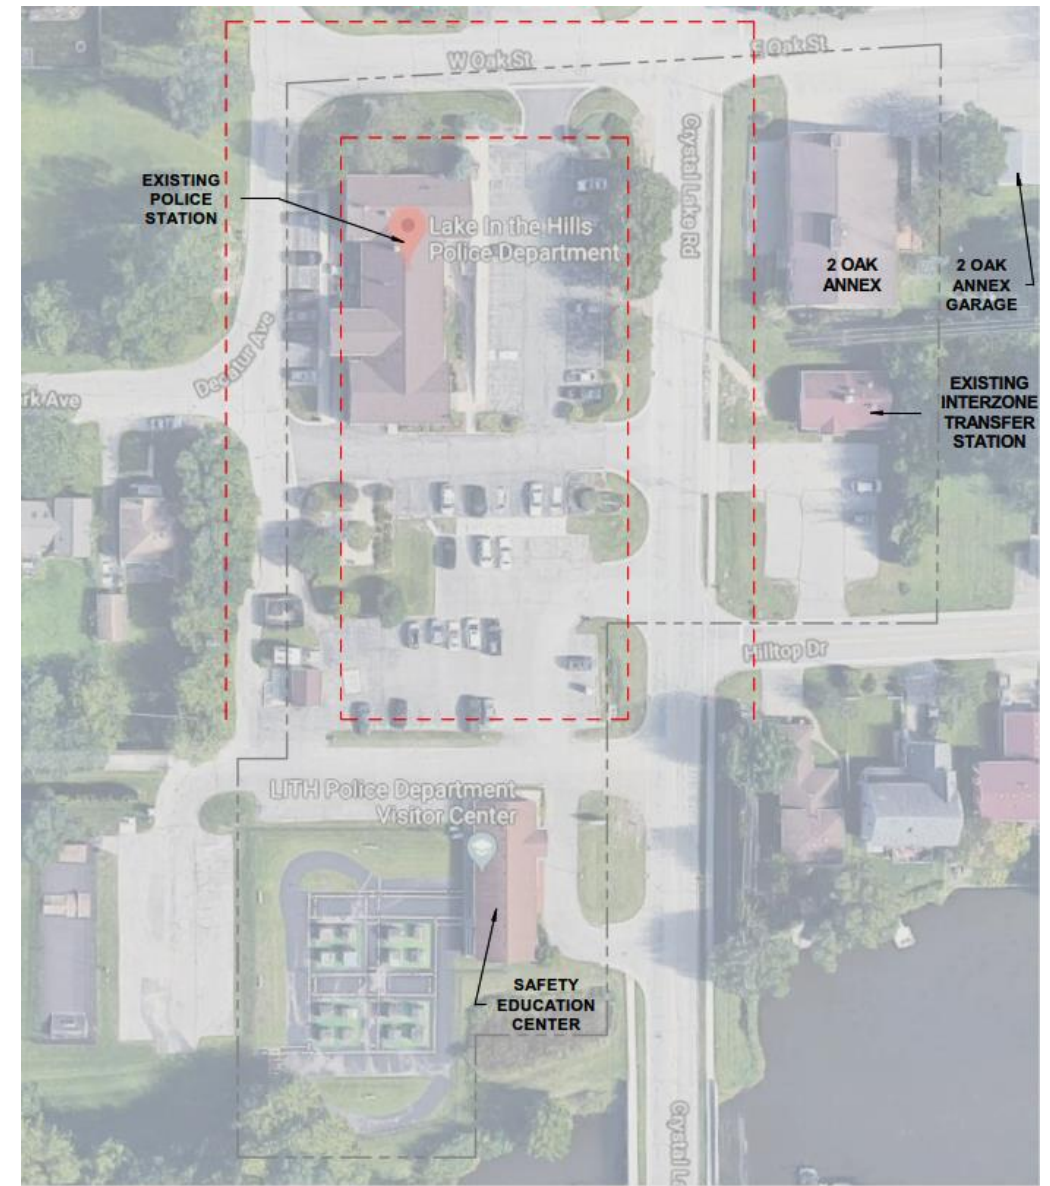 W Oak St
E Oak St
Crystal Lake Rd
EXISTING
POLICE
STATION
Lake In the Hills
Police Department
2 OAK
ANNEX
2 OAK
ANNEX
GARAGE
Decatur Ave
rk Ave
EXISTING
INTERZONE
TRANSFER
STATION
Hilltop Dr
LITH Police Department
Visitor Center
SAFETY
EDUCATION
CENTER
Crystal La